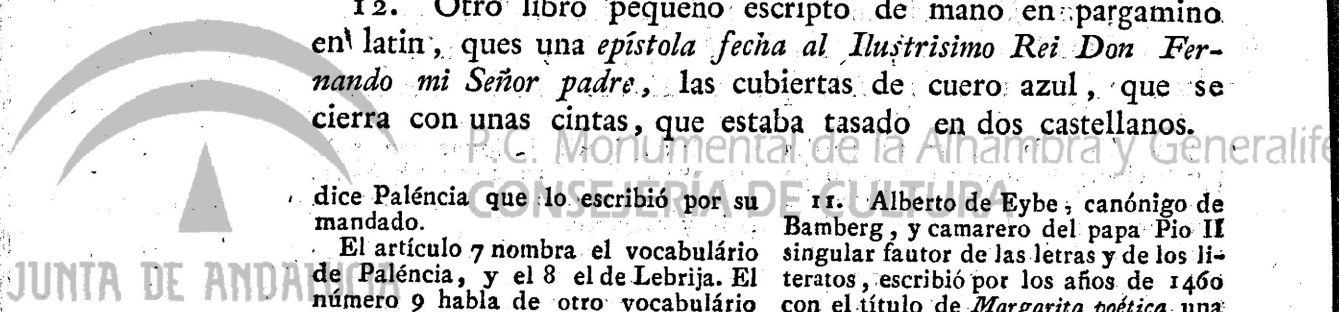 12. Otro libro pequeño escripto de mano en pargamino
en latin, ques una epístola fecha al Ilustrisimo Rei Don Fer-
nando mi Señor padre, las cubiertas de cuero azul, que se
cierra con unas cintas, que estaba tasado en dos castellanos.
P.C. Monumental de la Alhambra y Generalife
CONSEJERÍA DE CULTURA
JUNTA DE ANDALUCIA
dice Paléncia que lo escribió por su
mandado.
El artículo 7 nombra el vocabulário
de Paléncia, y el 8 el de Lebrija. El
número 9 habla de otro vocabulário
11. Alberto de Eybe, canónigo de
Bamberg, y camarero del papa Pio II
singular fautor de las letras y de los li-
teratos, escribió por los años de 1460
con el título de Margarita poética una